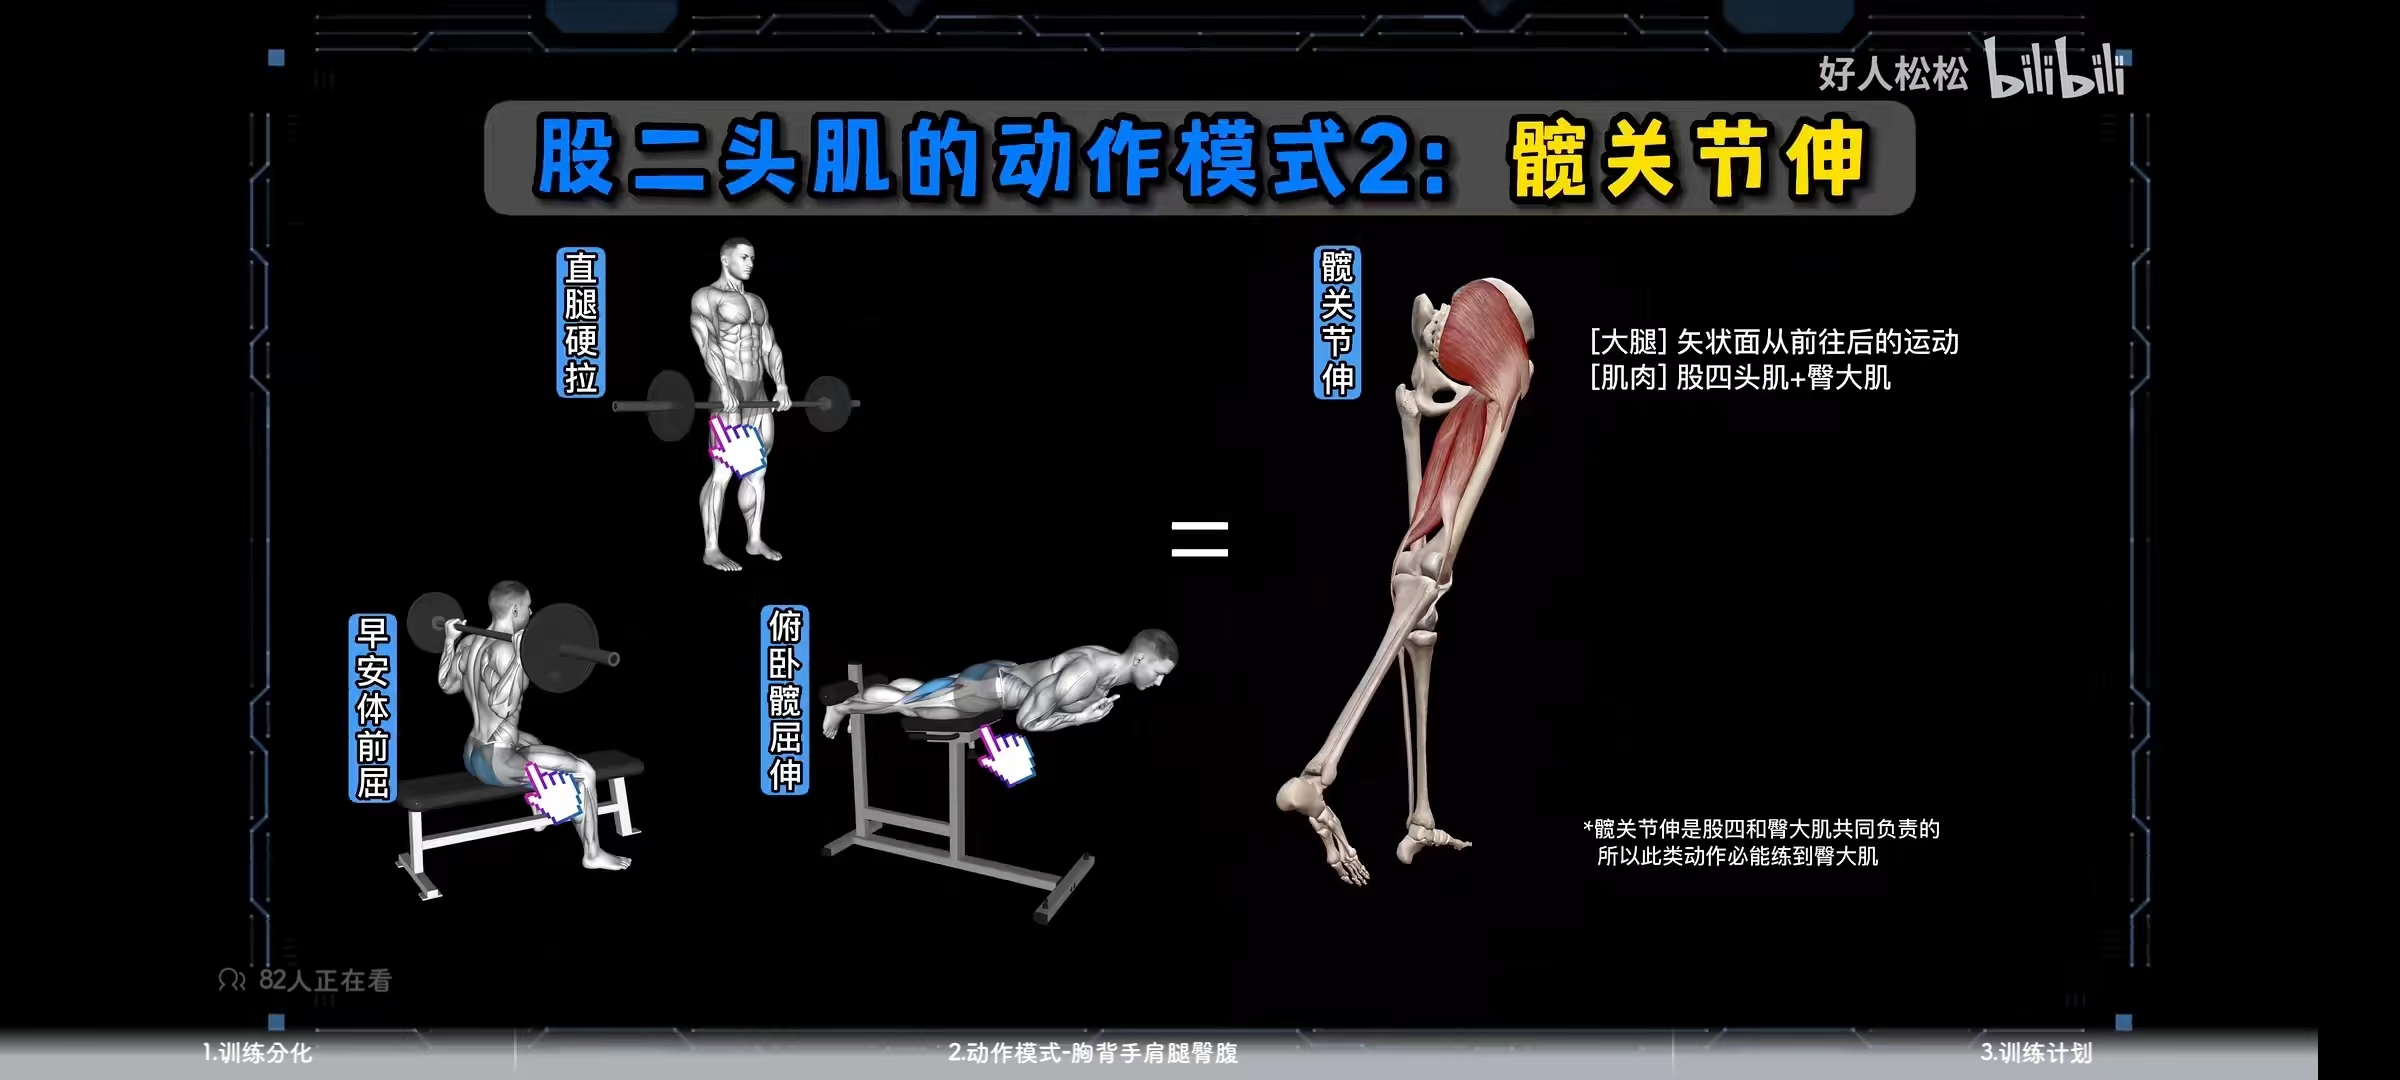 好人松松 bilibili
股二头肌的动作模式2：髋关节伸
直腿硬拉
髋关节伸
[大腿] 矢状面从前往后的运动
[肌肉] 股四头肌+臀大肌
=
早安体前屈
俯卧髋屈伸
*髋关节伸是股四和臀大肌共同负责的
所以此类动作必能练到臀大肌
82人正在看
1.训练分化
2.动作模式-胸背手肩腿臀腹
3.训练计划